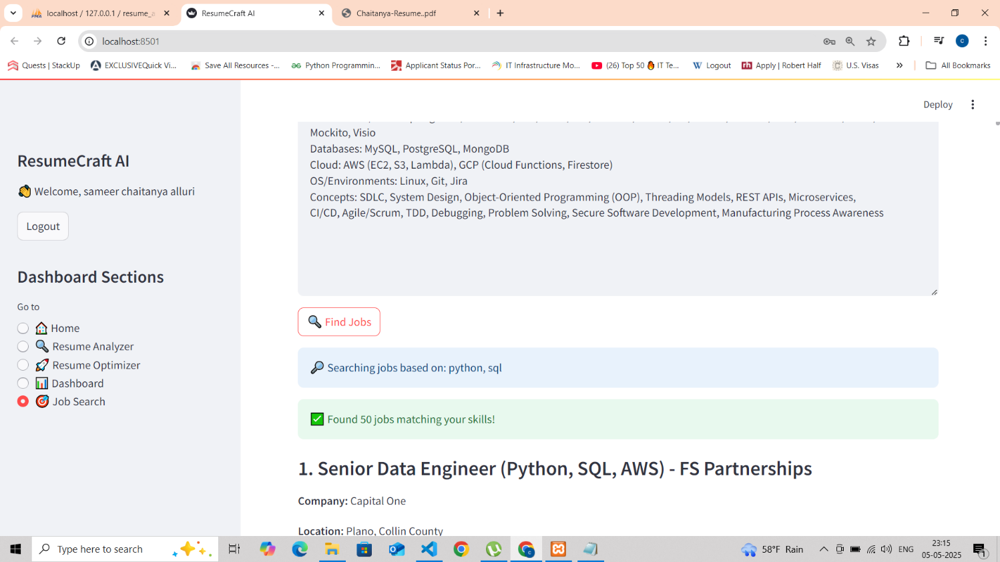 localhost / 127.0.0.1 / resume_a
ResumeCraft AI
Chaitanya-Resume..pdf
localhost:8501
C
Quests | StackUp
EXCLUSIVEQuick Vi...
Save All Resources -...
Python Programmin...
Applicant Status Por...
IT Infrastructure Mo...
(26) Top 50 🔥 IT Te...
Logout
Apply | Robert Half
U.S. Visas
»
All Bookmarks
Deploy
ResumeCraft AI
👋 Welcome, sameer chaitanya alluri
Logout
Dashboard Sections
Go to
🏠 Home
🔍 Resume Analyzer
🚀 Resume Optimizer
📊 Dashboard
🎯 Job Search
Mockito, Visio
Databases: MySQL, PostgreSQL, MongoDB
Cloud: AWS (EC2, S3, Lambda), GCP (Cloud Functions, Firestore)
OS/Environments: Linux, Git, Jira
Concepts: SDLC, System Design, Object-Oriented Programming (OOP), Threading Models, REST APIs, Microservices,
CI/CD, Agile/Scrum, TDD, Debugging, Problem Solving, Secure Software Development, Manufacturing Process Awareness
🔍 Find Jobs
🔎 Searching jobs based on: python, sql
✅ Found 50 jobs matching your skills!
1. Senior Data Engineer (Python, SQL, AWS) - FS Partnerships
Company: Capital One
Location: Plano, Collin County
Type here to search
58°F Rain
ENG
23:15
05-05-2025
1